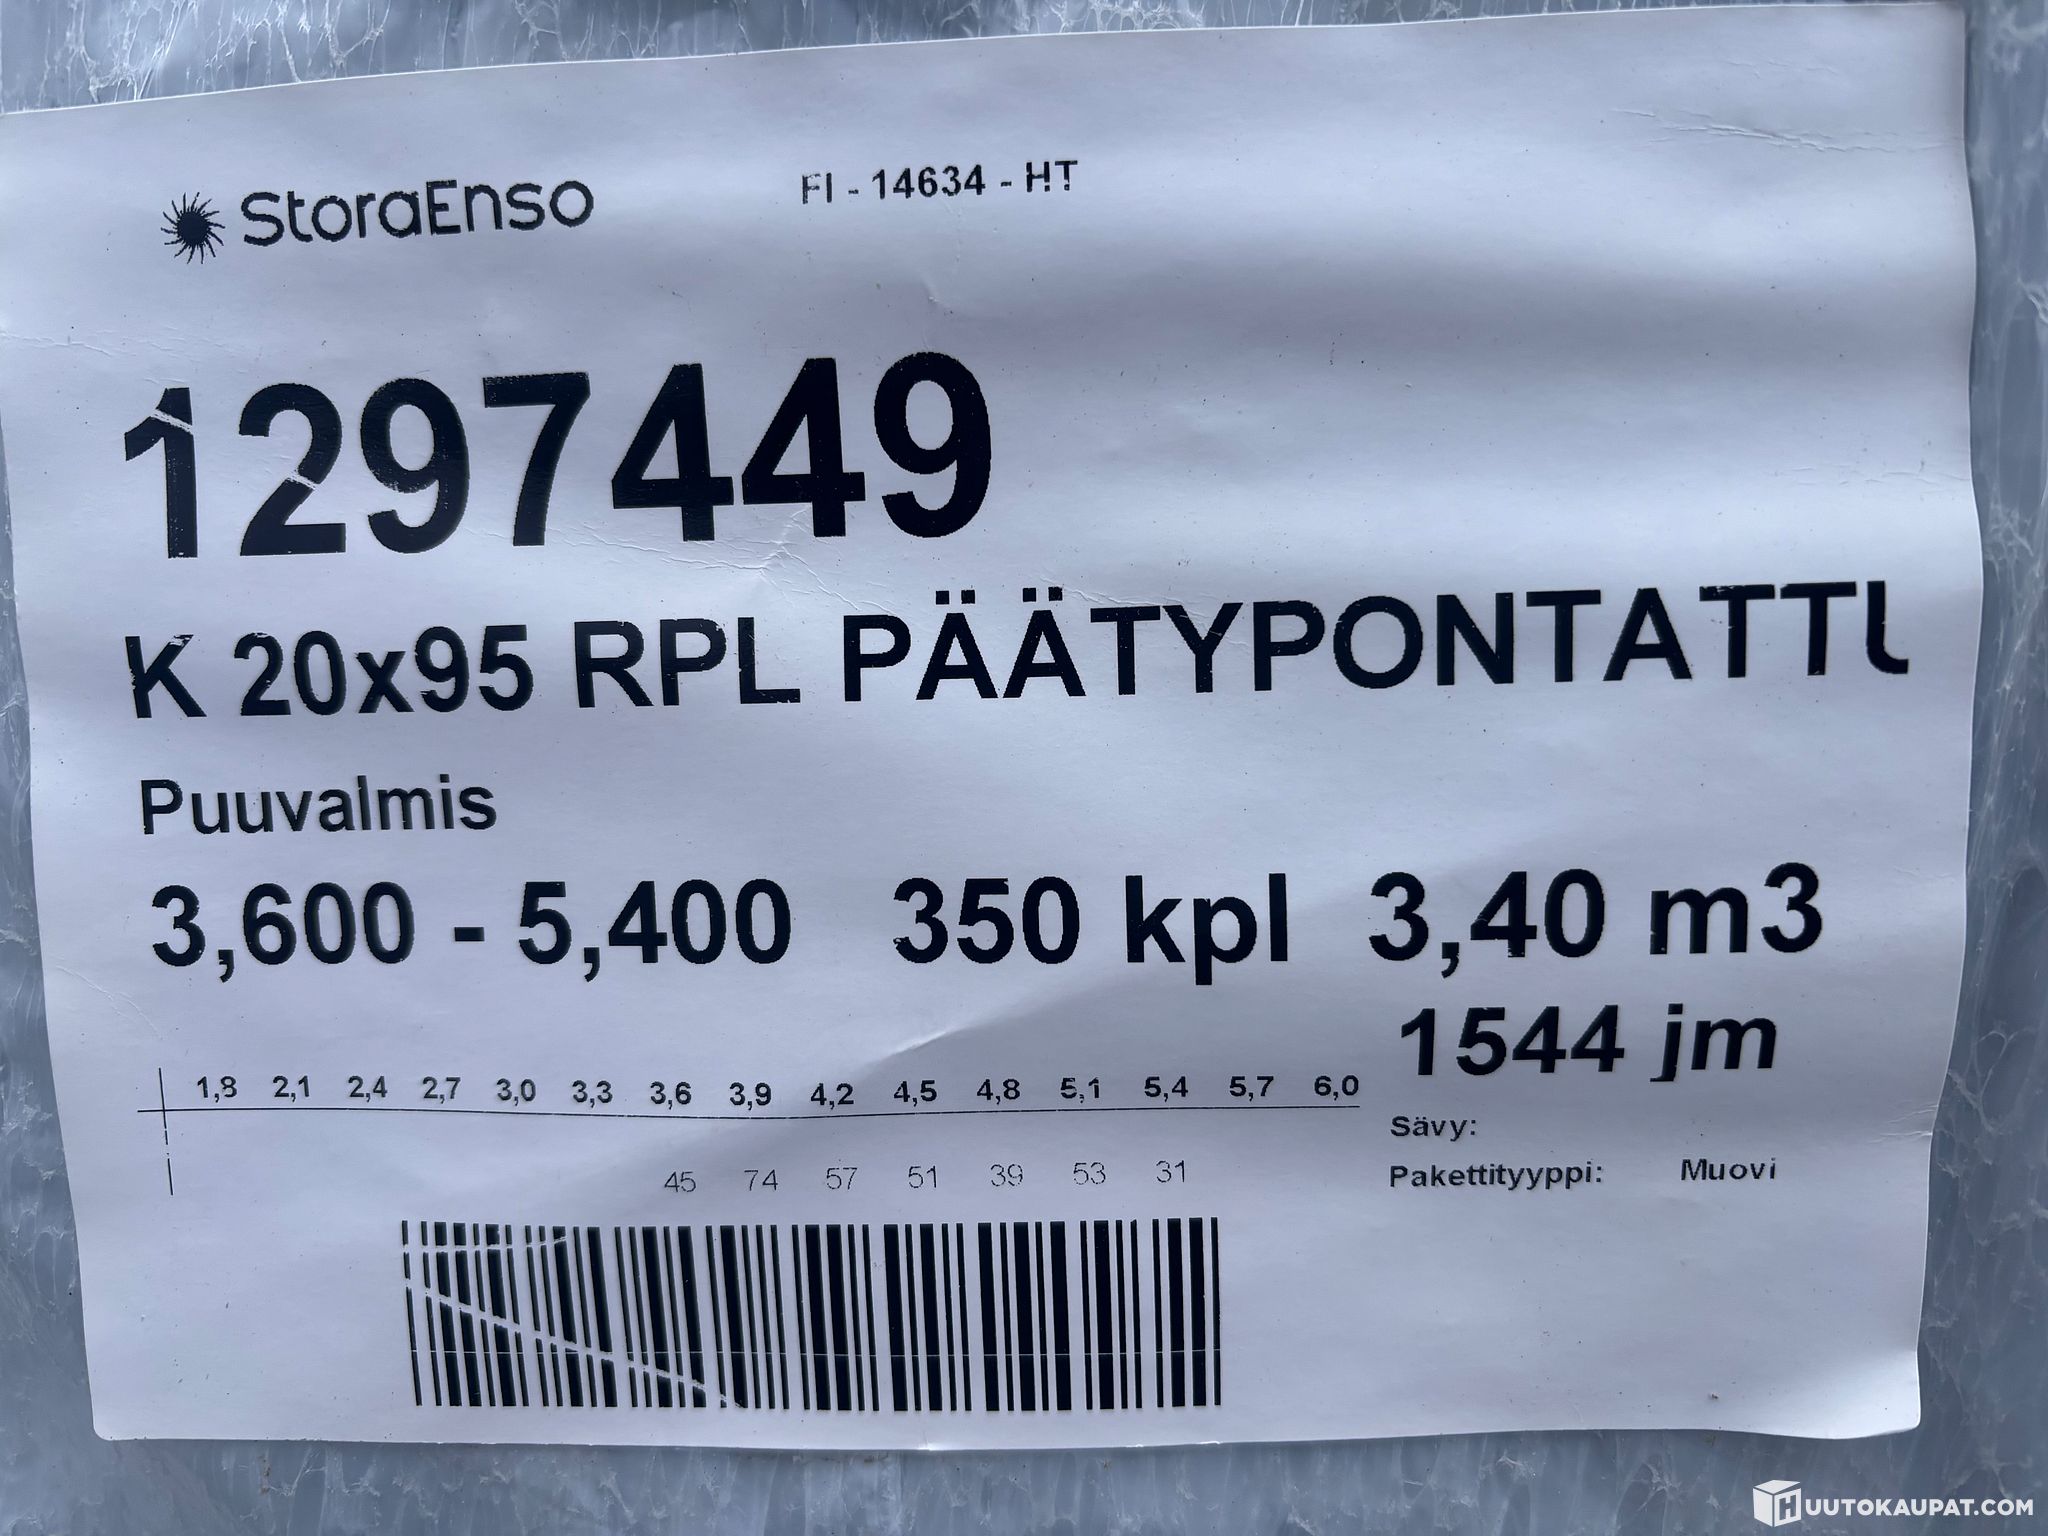 StoraEnso
FI - 14634 - HT
1297449
K 20x95 RPL PÄÄTYPONTATTU
Puuvalmis
3,600 - 5,400 350 kpl 3,40 m3
1544 jm
1,8 2,1 2,4 2,7 3,0 3,3 3,6 3,9 4,2 4,5 4,8 5,1 5,4 5,7 6,0
Sävy:
45 74 57 51 39 53 31
Pakettityyppi: Muovi
HUUTOKAUPAT.COM